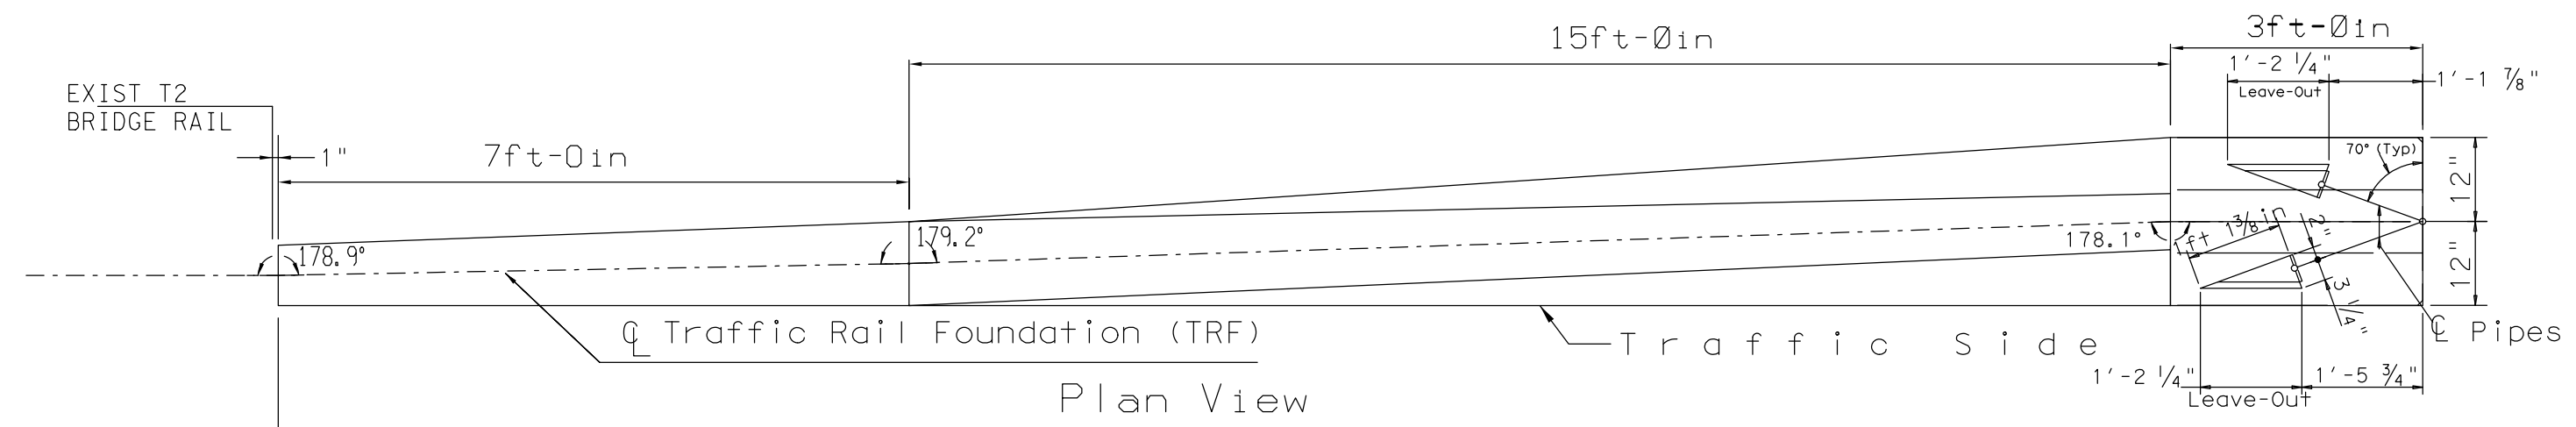 15ft-0in
3ft-0in
1'-2 1/4"
Leave-Out
1'-1 7/8"
EXIST T2
BRIDGE RAIL
1"
7ft-0in
70° (Typ)
12"
12"
178.9°
179.2°
178.1°
1ft 1 3/8 in
2"
3 1/4"
℄ Traffic Rail Foundation (TRF)
Traffic Side
℄ Pipes
1'-2 1/4"
Leave-Out
1'-5 3/4"
Plan View